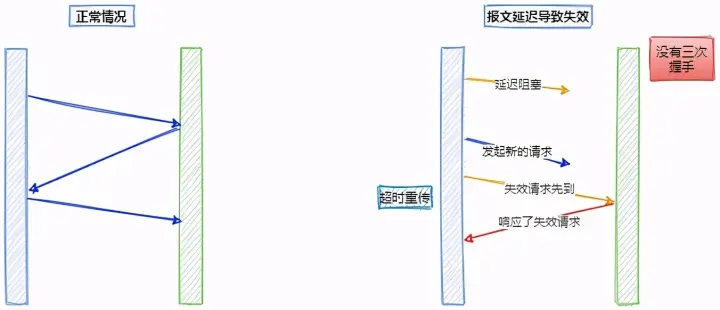 正常情况
报文延迟导致失效
没有三次
握手
延迟阻塞
发起新的请求
超时重传
失效请求先到
响应了失效请求